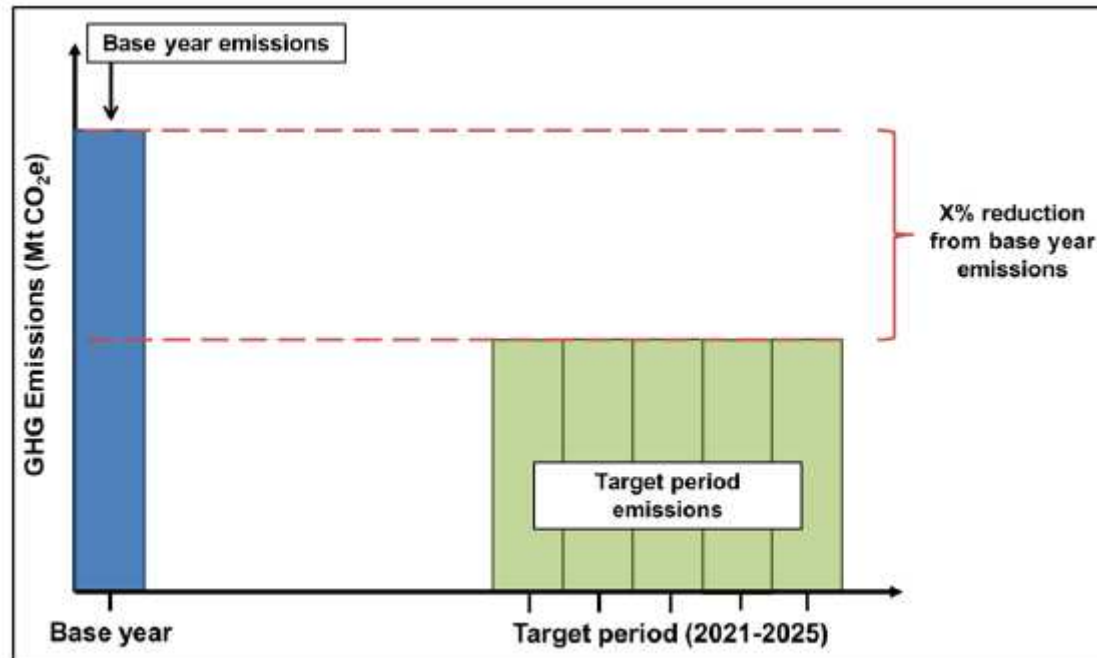 Base year emissions
GHG Emissions (Mt CO₂e)
X% reduction
from base year
emissions
Target period
emissions
Base year
Target period (2021-2025)